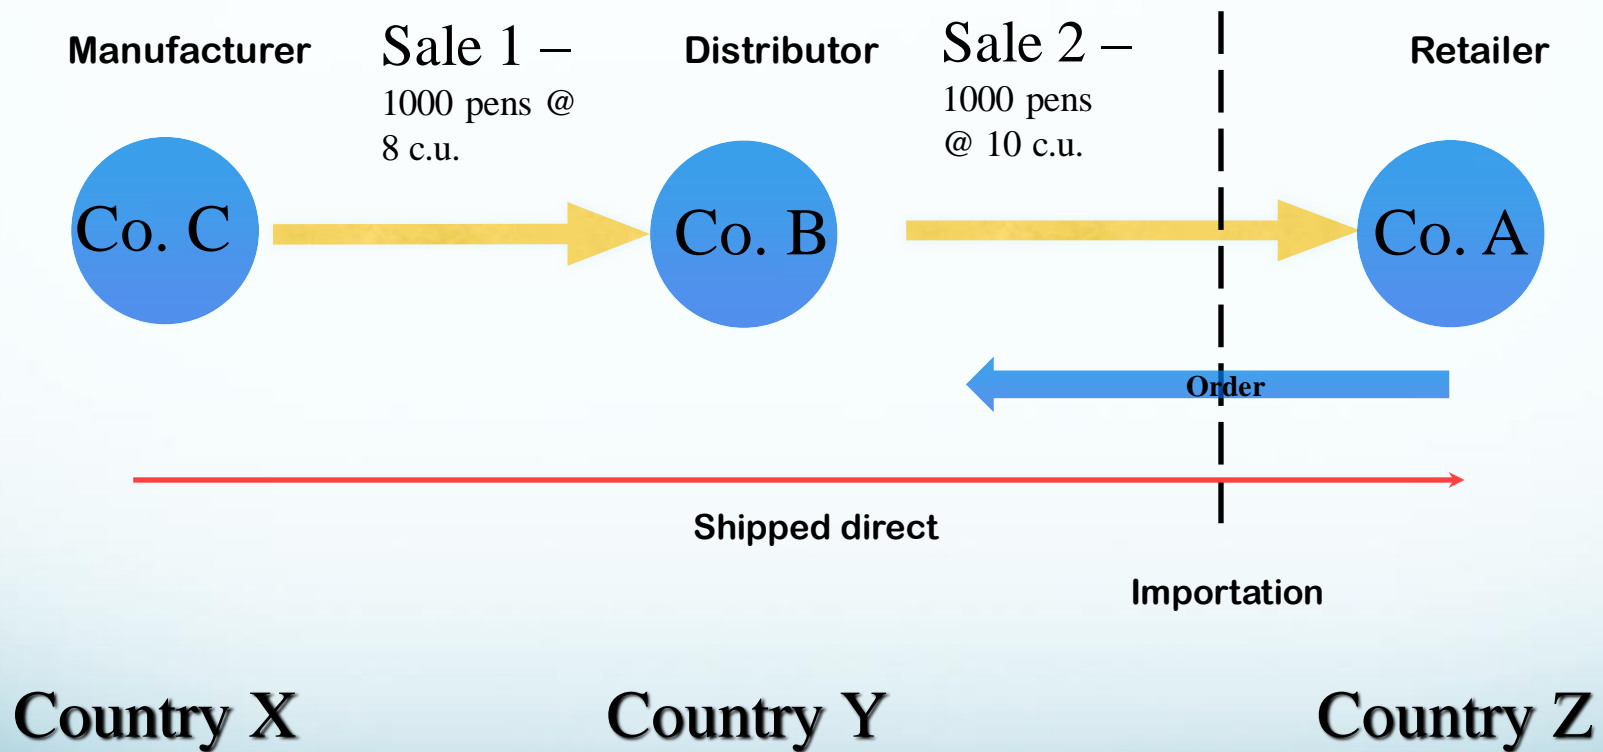 Manufacturer
Sale 1 –
1000 pens @
8 c.u.
Distributor
Sale 2 –
1000 pens
@ 10 c.u.
Retailer
Co. C
Co. B
Co. A
Order
Shipped direct
Importation
Country X
Country Y
Country Z